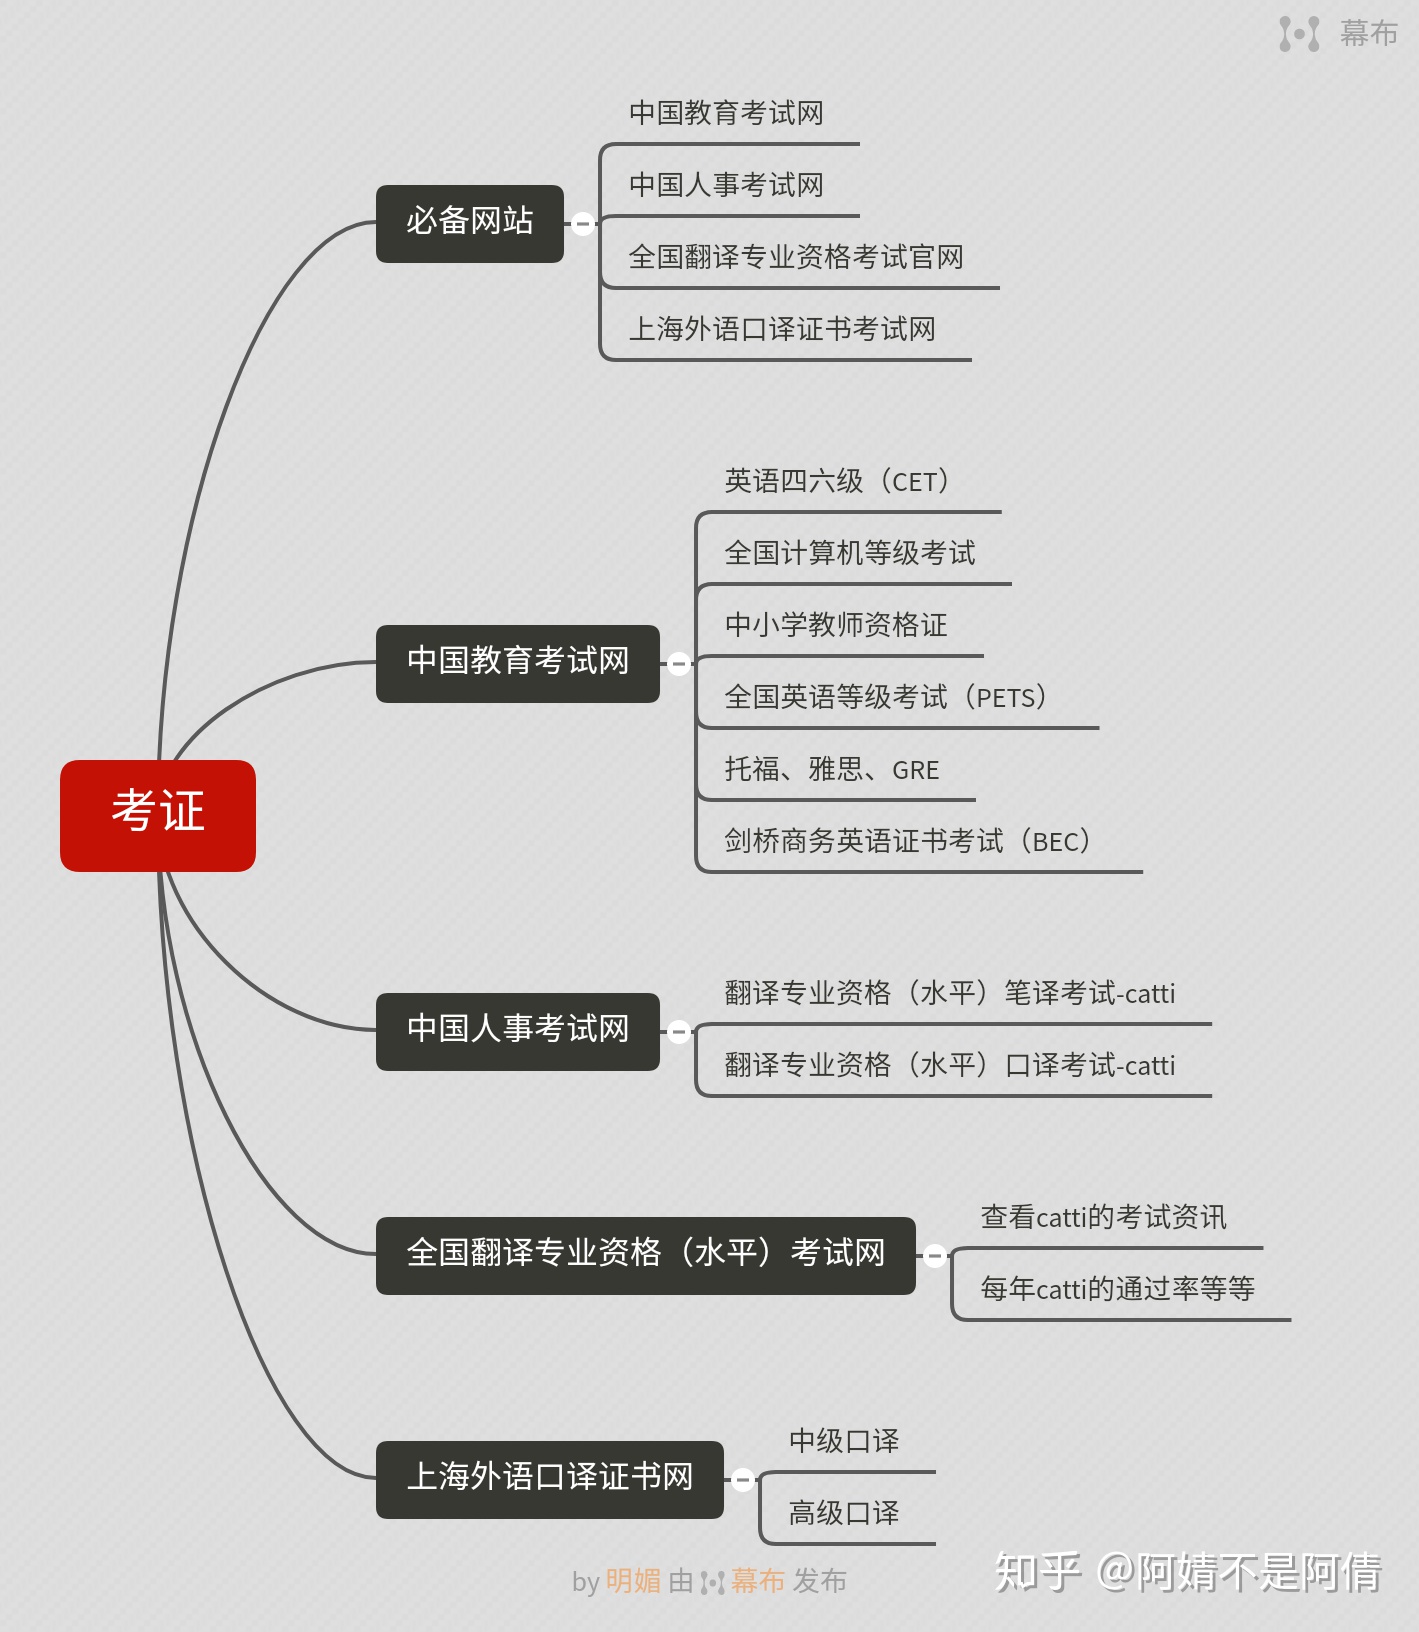 幕布
必备网站
中国教育考试网
中国人事考试网
全国翻译专业资格考试官网
上海外语口译证书考试网
考证
中国教育考试网
英语四六级（CET）
全国计算机等级考试
中小学教师资格证
全国英语等级考试（PETS）
托福、雅思、GRE
剑桥商务英语证书考试（BEC）
中国人事考试网
翻译专业资格（水平）笔译考试-catti
翻译专业资格（水平）口译考试-catti
全国翻译专业资格（水平）考试网
查看catti的考试资讯
每年catti的通过率等等
上海外语口译证书网
中级口译
高级口译
by 明媚 由 幕布 发布
知乎 @阿婧不是阿倩